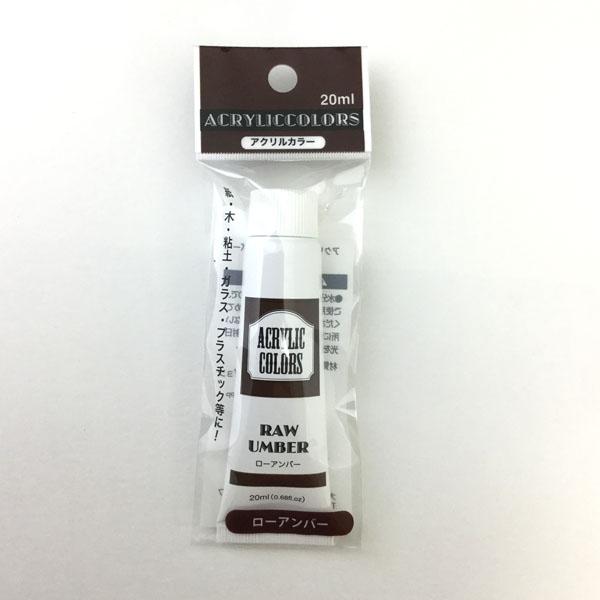 20ml
ACRYLICCOLORS
アクリルカラー
紙・木・粘土・ガラス・プラスチック等に!
ACRYLIC
COLORS
RAW
UMBER
ローアンバー
20ml(0.68fl.oz)
ローアンバー